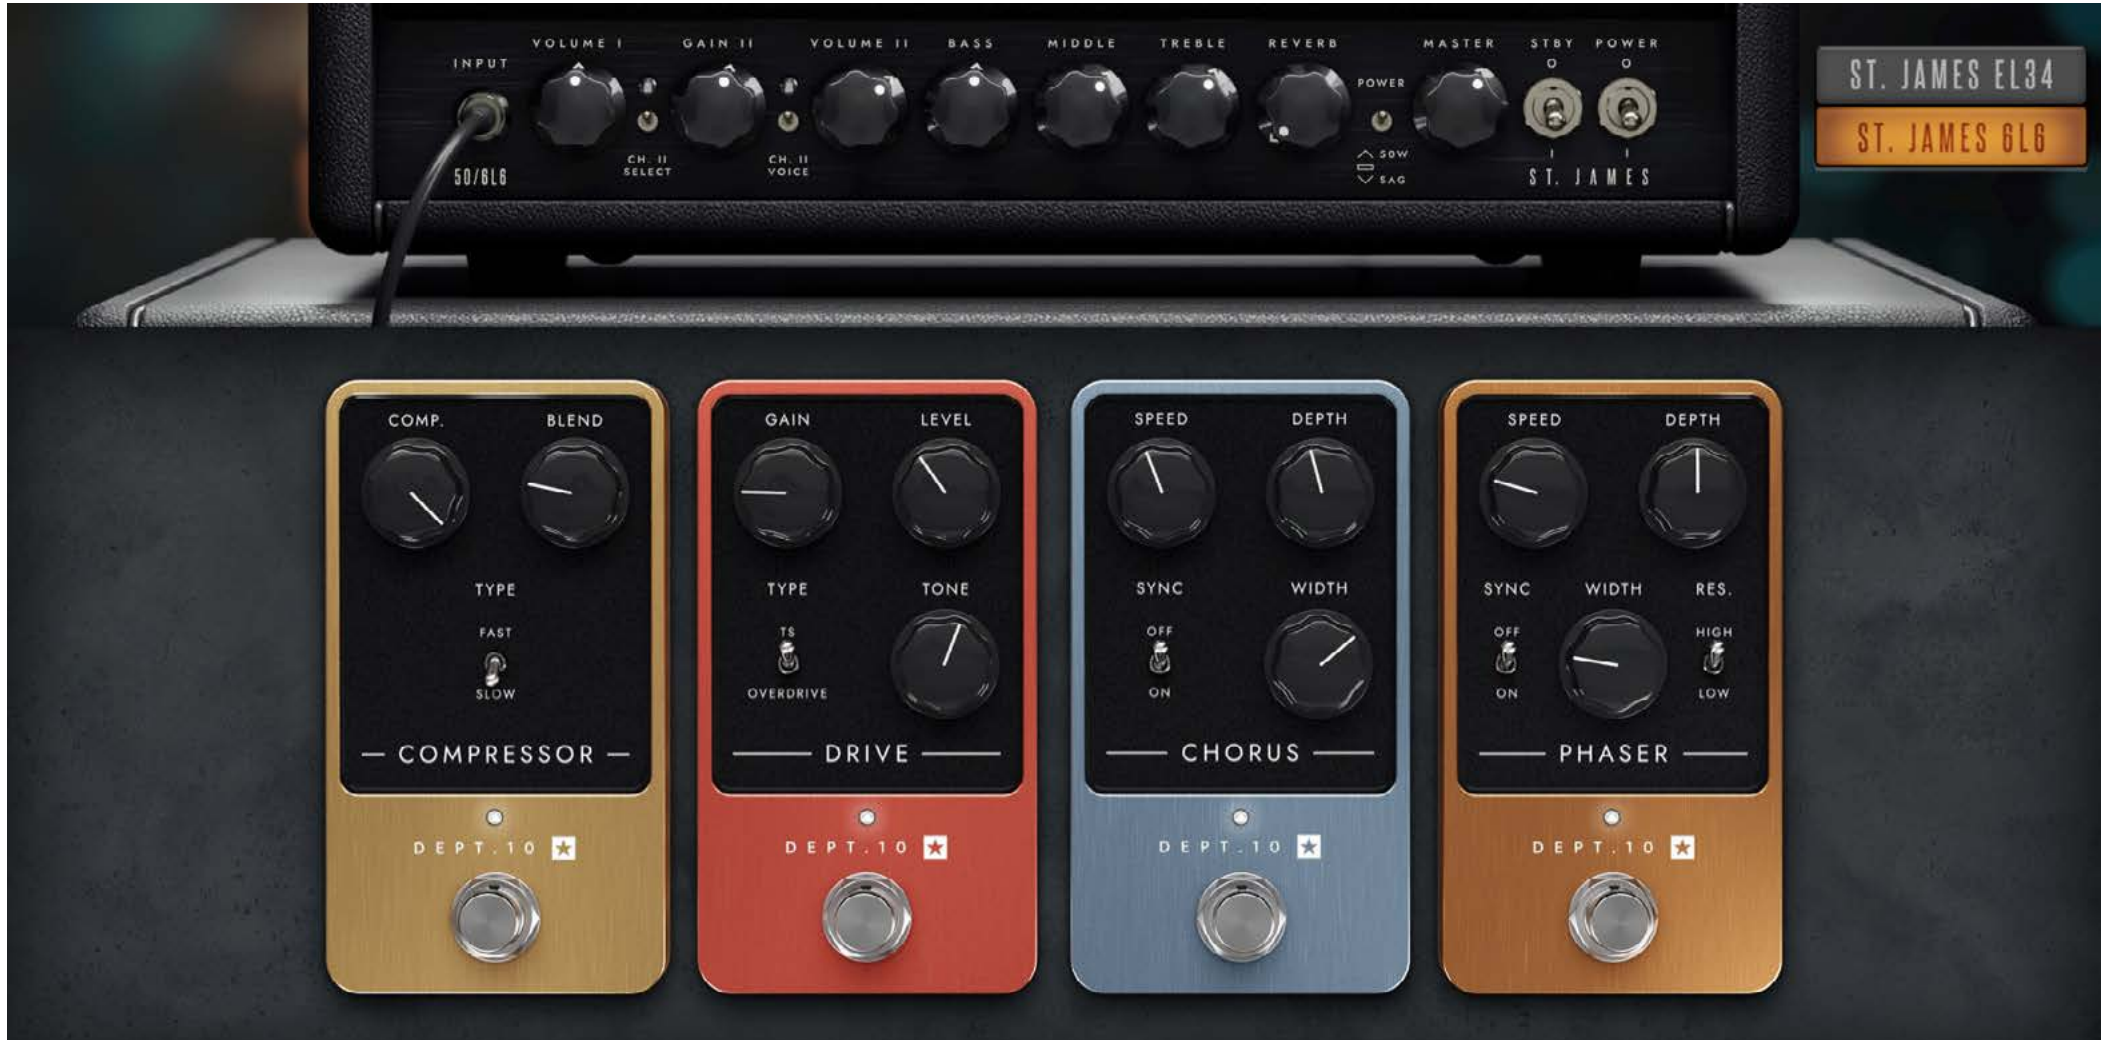 VOLUME I GAIN II VOLUME II BASS MIDDLE TREBLE REVERB MASTER STBY POWER
INPUT
O O
POWER
ST. JAMES EL34
ST. JAMES 6L6
CH. II
SELECT
CH. II
VOICE
50W
SAG
I I
50/6L6
ST. JAMES
COMP. BLEND
TYPE
FAST
SLOW
COMPRESSOR
DEPT.10
GAIN LEVEL
TYPE TONE
TS
OVERDRIVE
DRIVE
DEPT.10
SPEED DEPTH
SYNC WIDTH
OFF
ON
CHORUS
DEPT.10
SPEED DEPTH
SYNC WIDTH RES.
OFF HIGH
ON LOW
PHASER
DEPT.10